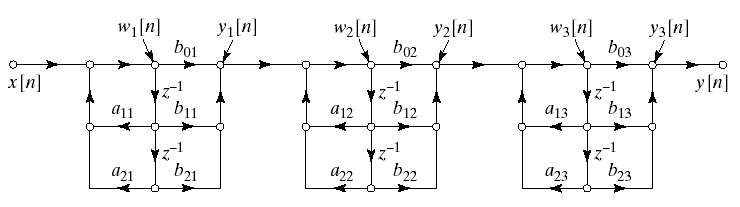 w₁[n] y₁[n] w₂[n] y₂[n] w₃[n] y₃[n]
b₀₁ b₀₂ b₀₃
x[n] y[n]
z⁻¹ z⁻¹ z⁻¹
a₁₁ b₁₁ a₁₂ b₁₂ a₁₃ b₁₃
z⁻¹ z⁻¹ z⁻¹
a₂₁ b₂₁ a₂₂ b₂₂ a₂₃ b₂₃